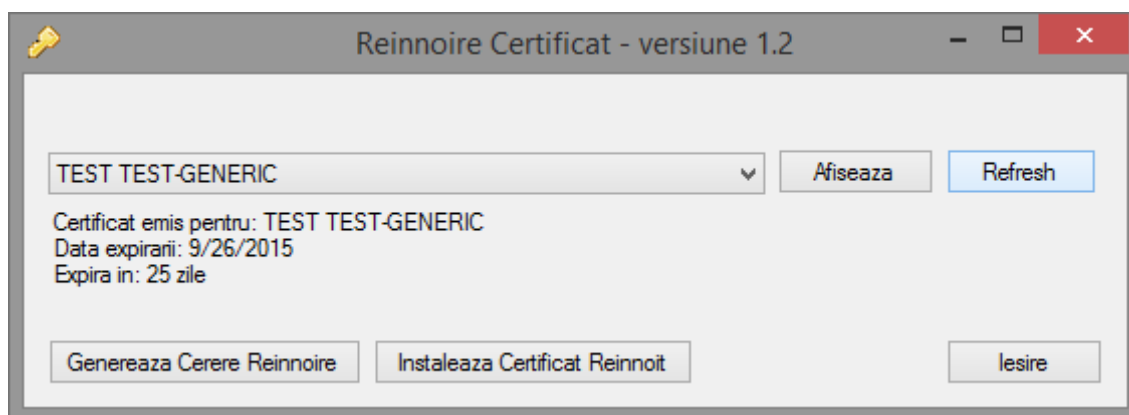 Reinnoire Certificat - versiune 1.2
TEST TEST-GENERIC
Afiseaza
Refresh
Certificat emis pentru: TEST TEST-GENERIC
Data expirarii: 9/26/2015
Expira in: 25 zile
Genereaza Cerere Reinnoire
Instaleaza Certificat Reinnoit
Iesire